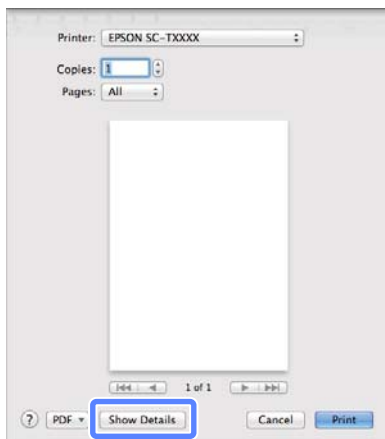 Printer: EPSON SC-TXXXX
Copies: 1
Pages: All
1 of 1
? PDF Show Details Cancel Print